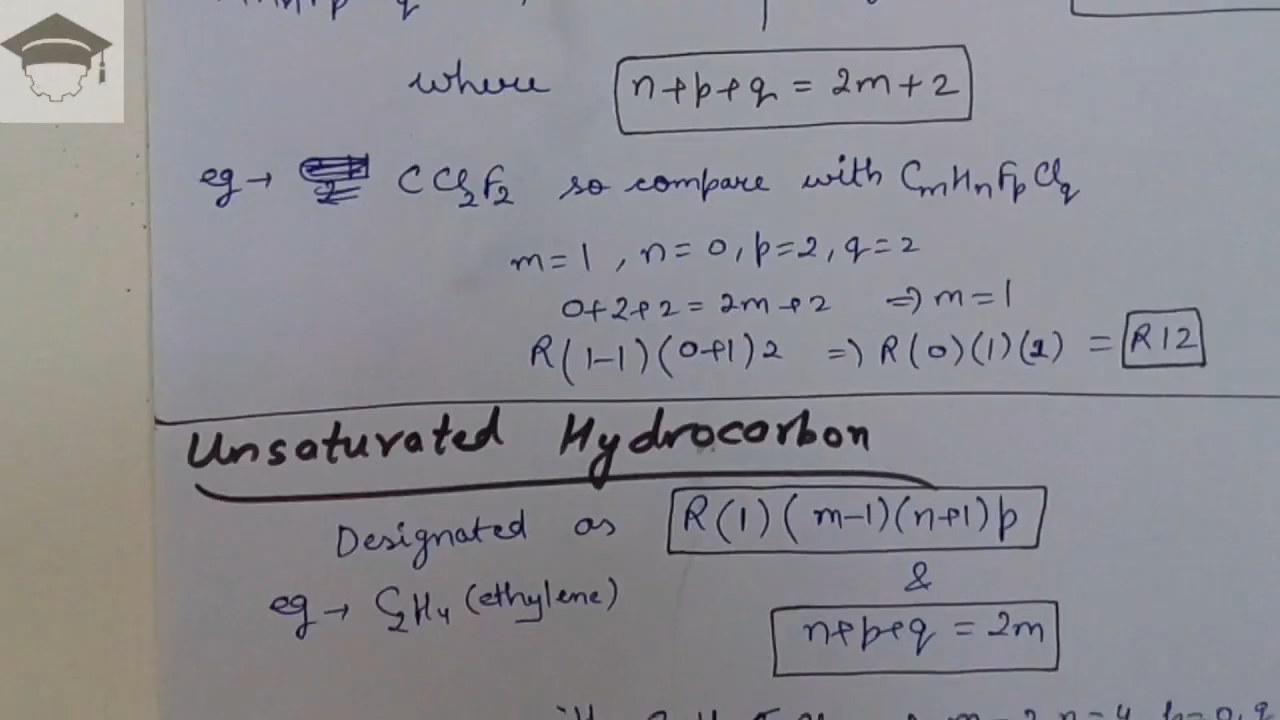 where n+p+q = 2m+2
eg→ CCl₂F₂ so compare with CₘHₙFₚCl_q
m=1 , n=0, p=2, q=2
0+2+2 = 2m+2 ⇒ m=1
R(1-1)(0+1)2 ⇒ R(0)(1)(2) = R12
Unsaturated Hydrocarbon
Designated as R(1)(m-1)(n+1)p
&
eg→ C₂H₄ (ethylene)
n+p+q = 2m